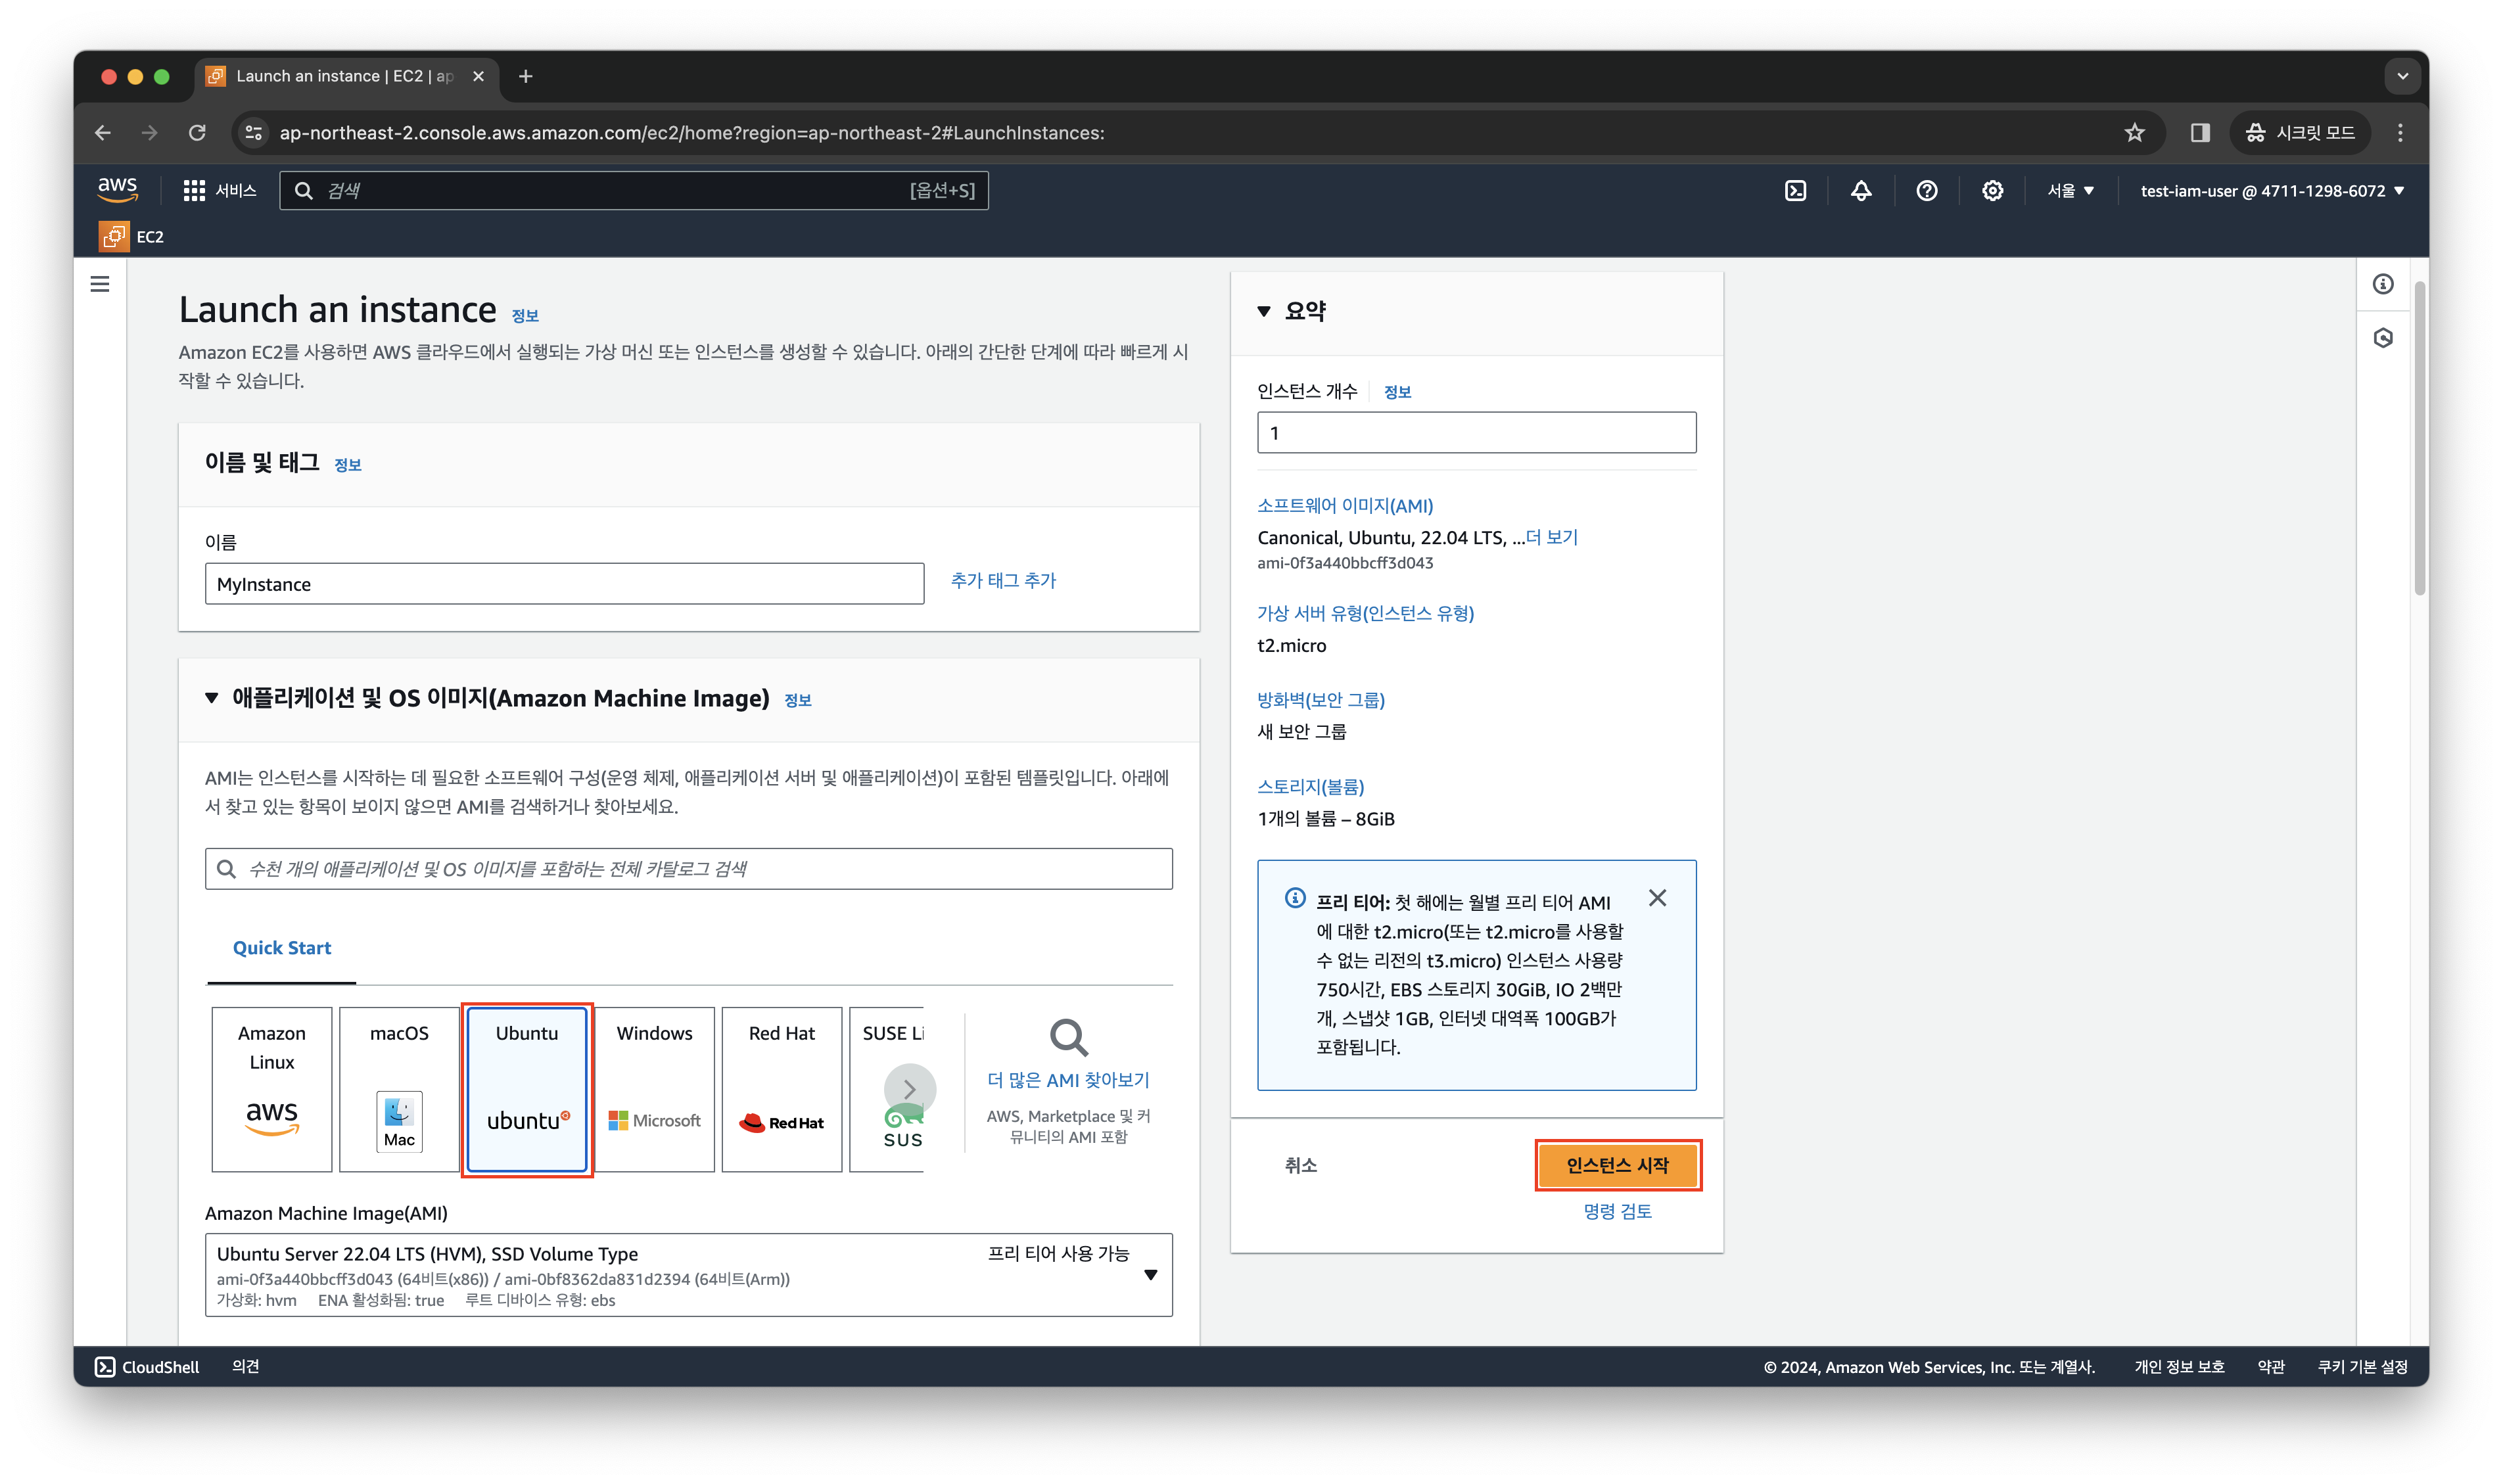 Launch an instance | EC2 | ap
ap-northeast-2.console.aws.amazon.com/ec2/home?region=ap-northeast-2#LaunchInstances:
시크릿 모드
aws
서비스
검색
[옵션+S]
서울
test-iam-user @ 4711-1298-6072
EC2
Launch an instance 정보
Amazon EC2를 사용하면 AWS 클라우드에서 실행되는 가상 머신 또는 인스턴스를 생성할 수 있습니다. 아래의 간단한 단계에 따라 빠르게 시
작할 수 있습니다.
이름 및 태그 정보
이름
MyInstance
추가 태그 추가
애플리케이션 및 OS 이미지(Amazon Machine Image) 정보
AMI는 인스턴스를 시작하는 데 필요한 소프트웨어 구성(운영 체제, 애플리케이션 서버 및 애플리케이션)이 포함된 템플릿입니다. 아래에
서 찾고 있는 항목이 보이지 않으면 AMI를 검색하거나 찾아보세요.
수천 개의 애플리케이션 및 OS 이미지를 포함하는 전체 카탈로그 검색
Quick Start
Amazon
Linux
aws
macOS
Mac
Ubuntu
ubuntu
Windows
Microsoft
Red Hat
Red Hat
SUSE Li
SUS
더 많은 AMI 찾아보기
AWS, Marketplace 및 커
뮤니티의 AMI 포함
Amazon Machine Image(AMI)
Ubuntu Server 22.04 LTS (HVM), SSD Volume Type
프리 티어 사용 가능
ami-0f3a440bbcff3d043 (64비트(x86)) / ami-0bf8362da831d2394 (64비트(Arm))
가상화: hvm ENA 활성화됨: true 루트 디바이스 유형: ebs
요약
인스턴스 개수 정보
1
소프트웨어 이미지(AMI)
Canonical, Ubuntu, 22.04 LTS, ...더 보기
ami-0f3a440bbcff3d043
가상 서버 유형(인스턴스 유형)
t2.micro
방화벽(보안 그룹)
새 보안 그룹
스토리지(볼륨)
1개의 볼륨 – 8GiB
프리 티어: 첫 해에는 월별 프리 티어 AMI
에 대한 t2.micro(또는 t2.micro를 사용할
수 없는 리전의 t3.micro) 인스턴스 사용량
750시간, EBS 스토리지 30GiB, IO 2백만
개, 스냅샷 1GB, 인터넷 대역폭 100GB가
포함됩니다.
취소
인스턴스 시작
명령 검토
CloudShell
의견
© 2024, Amazon Web Services, Inc. 또는 계열사.
개인 정보 보호
약관
쿠키 기본 설정